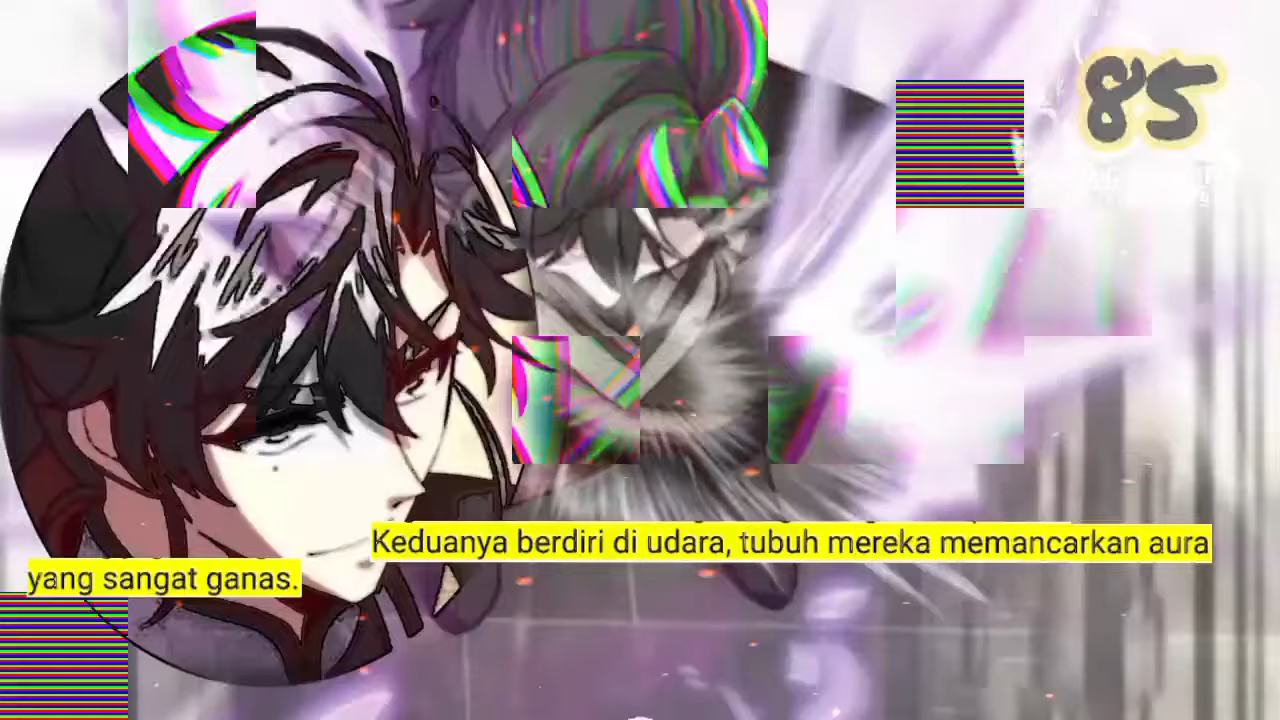 85
Keduanya berdiri di udara, tubuh mereka memancarkan aura
yang sangat ganas.